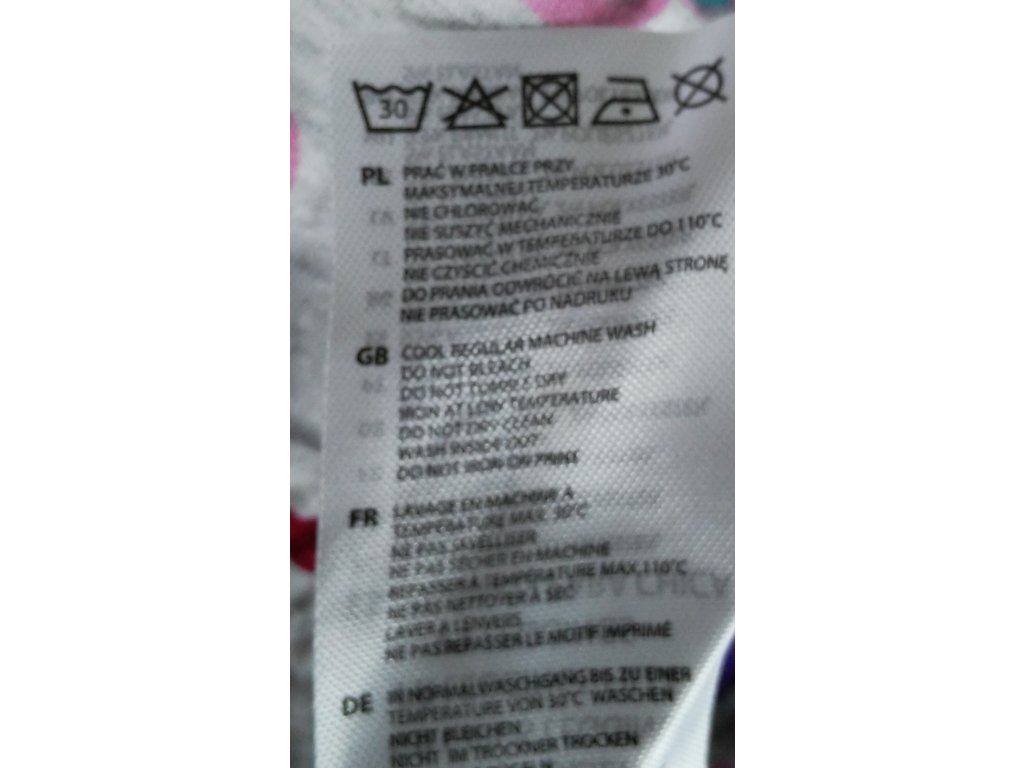 30
PL PRAĆ W PRALCE PRZY
MAKSYMALNEJ TEMPERATURZE 30°C
NIE CHLOROWAĆ
NIE SUSZYĆ MECHANICZNIE
PRASOWAĆ W TEMPERATURZE DO 110°C
NIE CZYŚCIĆ CHEMICZNIE
DO PRANIA ODWRÓCIĆ NA LEWĄ STRONĘ
NIE PRASOWAĆ PO NADRUKU
GB COOL REGULAR MACHINE WASH
DO NOT BLEACH
DO NOT TUMBLE DRY
IRON AT LOW TEMPERATURE
DO NOT DRY CLEAN
WASH INSIDE OUT
DO NOT IRON ON PRINT
FR LAVAGE EN MACHINE A
TEMPERATURE MAX. 30°C
NE PAS JAVELLISER
NE PAS SECHER EN MACHINE
REPASSER A TEMPERATURE MAX.110°C
NE PAS NETTOYER À SEC
LAVER A LENVERS
NE PAS REPASSER LE MOTIF IMPRIMÉ
DE IN NORMALWASCHGANG BIS ZU EINER
TEMPERATURE VON 30°C WASCHEN
NICHT BLEICHEN
NICHT IM TROCKNER TROCKEN